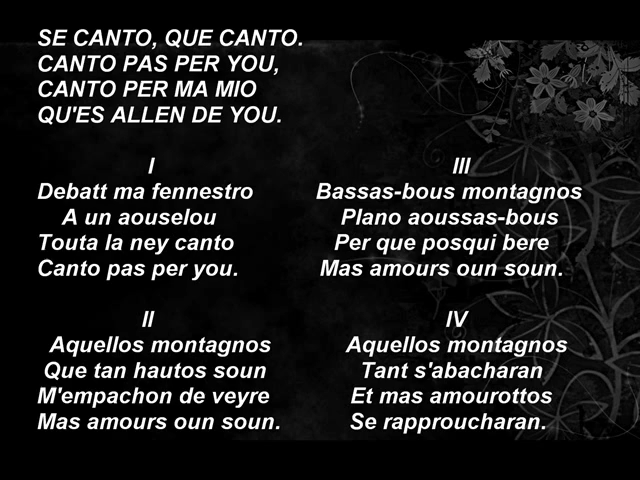 SE CANTO, QUE CANTO.
CANTO PAS PER YOU,
CANTO PER MA MIO
QU'ES ALLEN DE YOU.
I
Debatt ma fennestro
A un aouselou
Touta la ney canto
Canto pas per you.
II
Aquellos montagnos
Que tan hautos soun
M'empachon de veyre
Mas amours oun soun.
III
Bassas-bous montagnos
Plano aoussas-bous
Per que posqui bere
Mas amours oun soun.
IV
Aquellos montagnos
Tant s'abacharan
Et mas amourottos
Se rapproucharan.